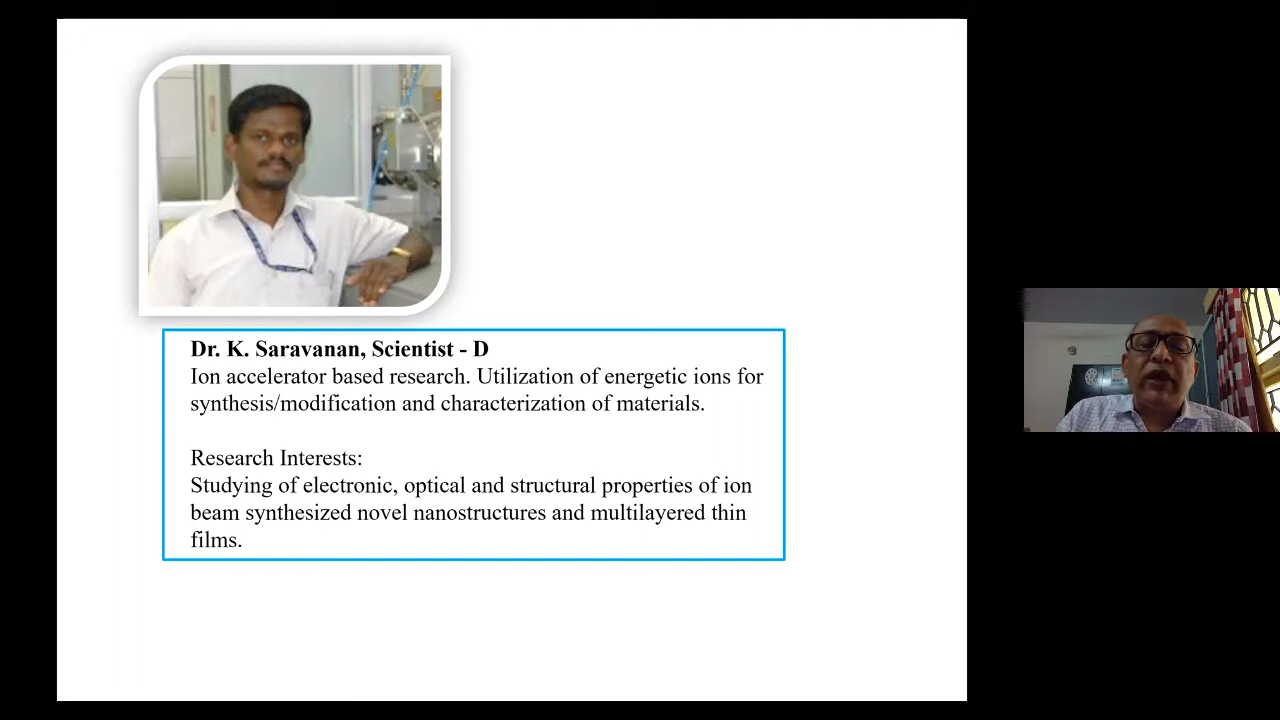 Dr. K. Saravanan, Scientist - D
Ion accelerator based research. Utilization of energetic ions for
synthesis/modification and characterization of materials.
Research Interests:
Studying of electronic, optical and structural properties of ion
beam synthesized novel nanostructures and multilayered thin
films.